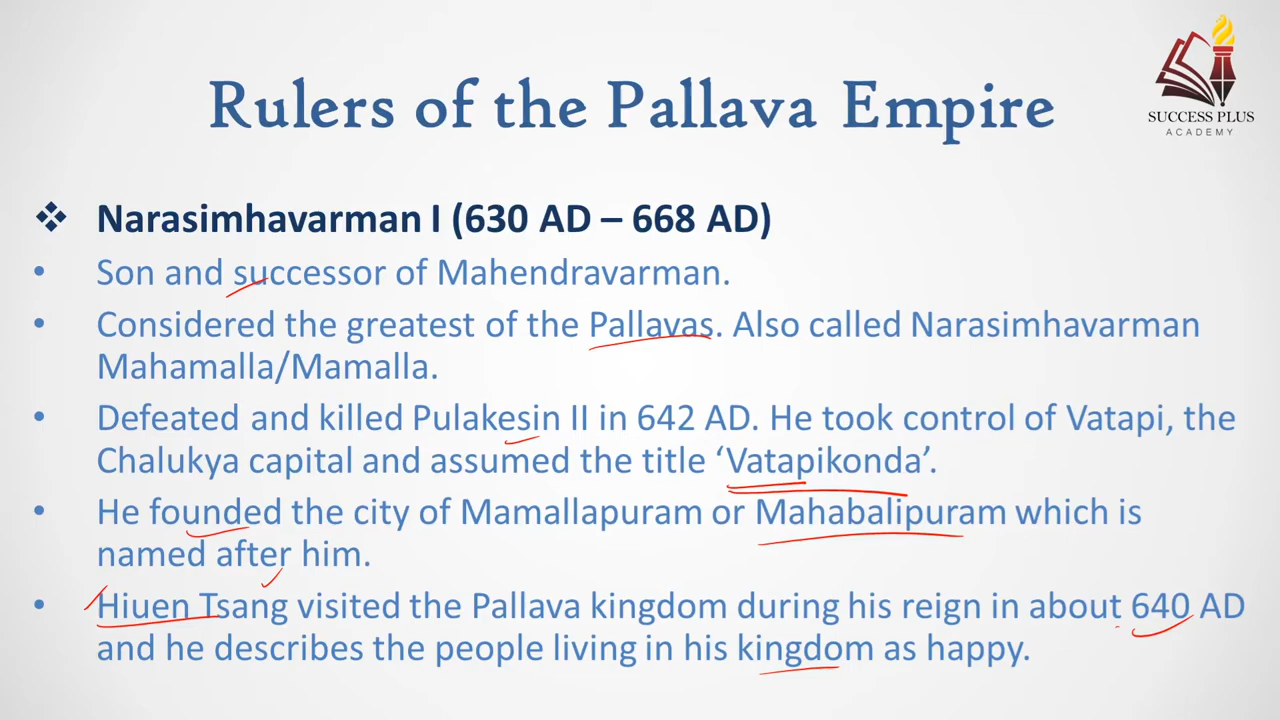 Rulers of the Pallava Empire
SUCCESS PLUS
ACADEMY
❖ Narasimhavarman I (630 AD – 668 AD)
• Son and successor of Mahendravarman.
• Considered the greatest of the Pallavas. Also called Narasimhavarman
Mahamalla/Mamalla.
• Defeated and killed Pulakesin II in 642 AD. He took control of Vatapi, the
Chalukya capital and assumed the title ‘Vatapikonda’.
• He founded the city of Mamallapuram or Mahabalipuram which is
named after him.
• Hiuen Tsang visited the Pallava kingdom during his reign in about 640 AD
and he describes the people living in his kingdom as happy.